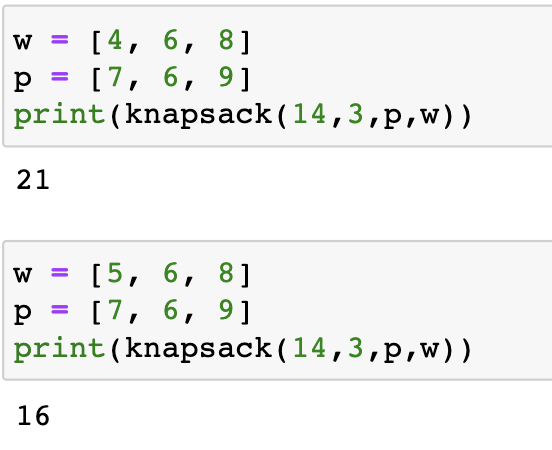 w = [4, 6, 8]
p = [7, 6, 9]
print(knapsack(14,3,p,w))
21
w = [5, 6, 8]
p = [7, 6, 9]
print(knapsack(14,3,p,w))
16